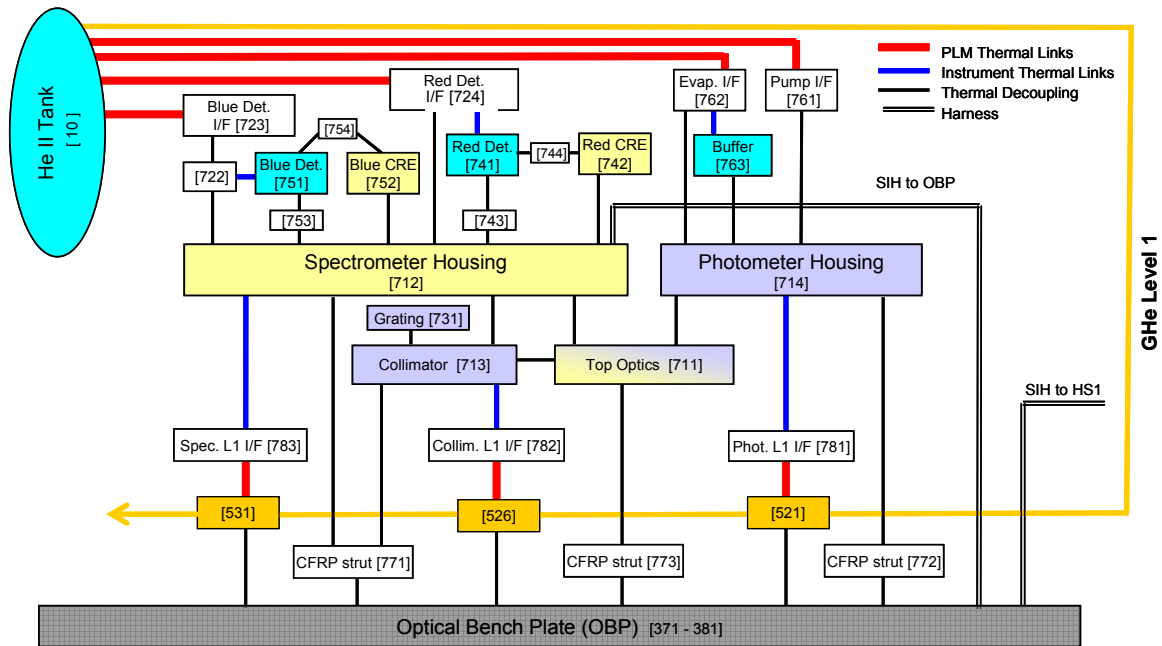 He II Tank
[10 ]
PLM Thermal Links
Instrument Thermal Links
Thermal Decoupling
Harness
Red Det.
I/F [724]
Evap. I/F
[762]
Pump I/F
[761]
Blue Det.
I/F [723]
[754]
[722]
Blue Det.
[751]
Blue CRE
[752]
Red Det.
[741]
[744]
Red CRE
[742]
Buffer
[763]
SIH to OBP
[753]
[743]
Spectrometer Housing
[712]
Photometer Housing
[714]
GHe Level 1
Grating [731]
Collimator [713]
Top Optics [711]
SIH to HS1
Spec. L1 I/F [783]
Collim. L1 I/F [782]
Phot. L1 I/F [781]
[531]
[526]
[521]
CFRP strut [771]
CFRP strut [773]
CFRP strut [772]
Optical Bench Plate (OBP) [371 - 381]